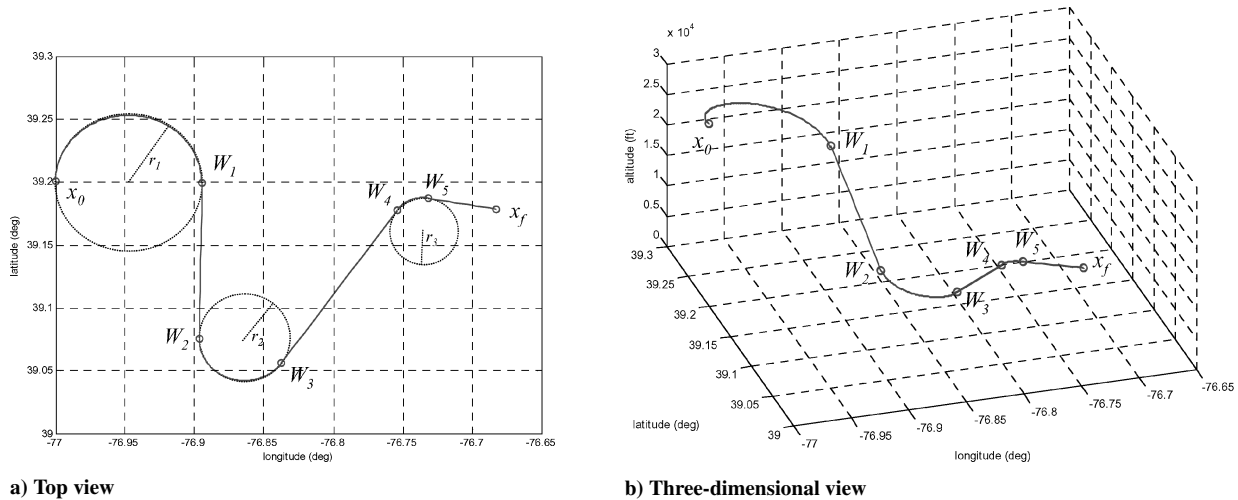 39.3
39.25
39.2
39.15
39.1
39.05
39
latitude (deg)
-77
-76.95
-76.9
-76.85
-76.8
-76.75
-76.7
-76.65
longitude (deg)
x0
r1
W1
W2
r2
W3
W4
W5
r3
xf
a) Top view
x 10^4
3
2.5
2
1.5
1
0.5
0
altitude (ft)
39.3
39.25
39.2
39.15
39.1
39.05
39
latitude (deg)
-77
-76.95
-76.9
-76.85
-76.8
-76.75
-76.7
-76.65
longitude (deg)
x0
W1
W2
W3
W4
W5
xf
b) Three-dimensional view